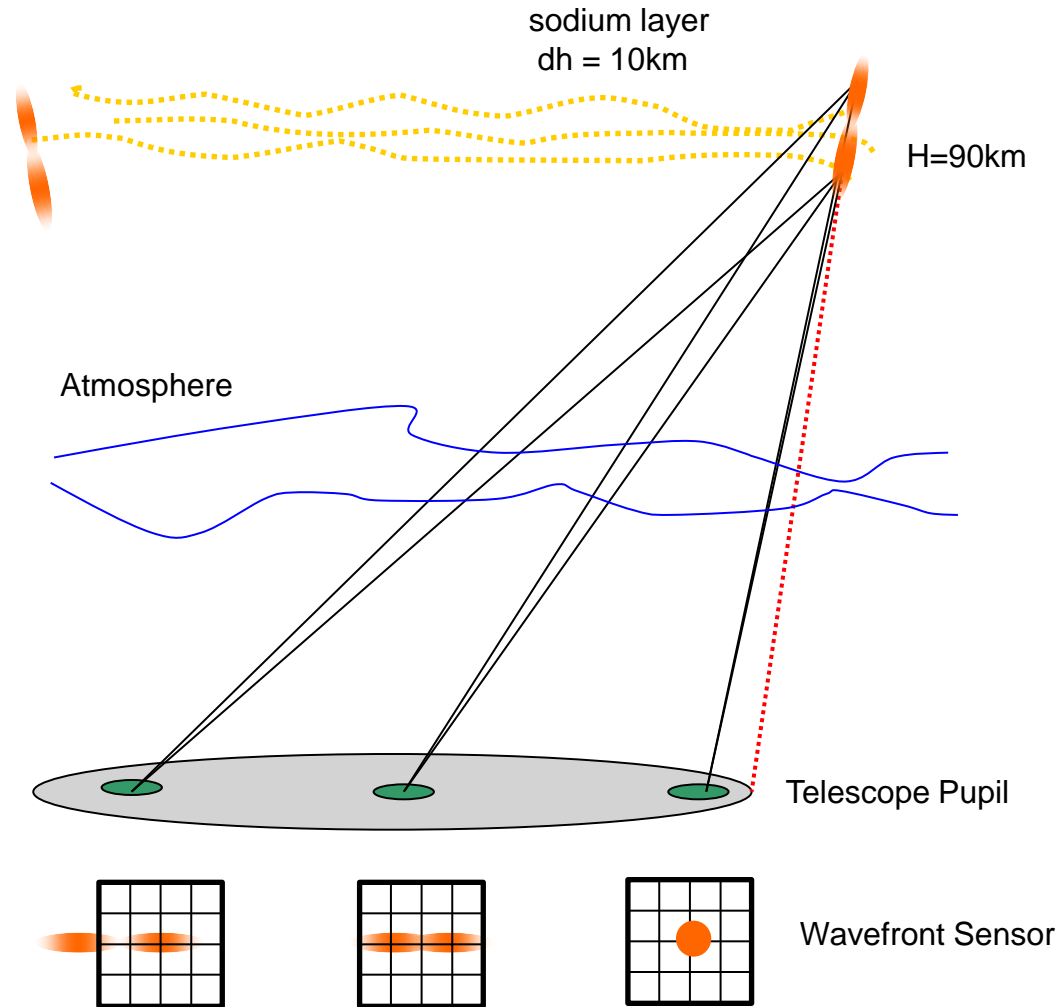 sodium layer
dh = 10km
H=90km
Atmosphere
Telescope Pupil
Wavefront Sensor